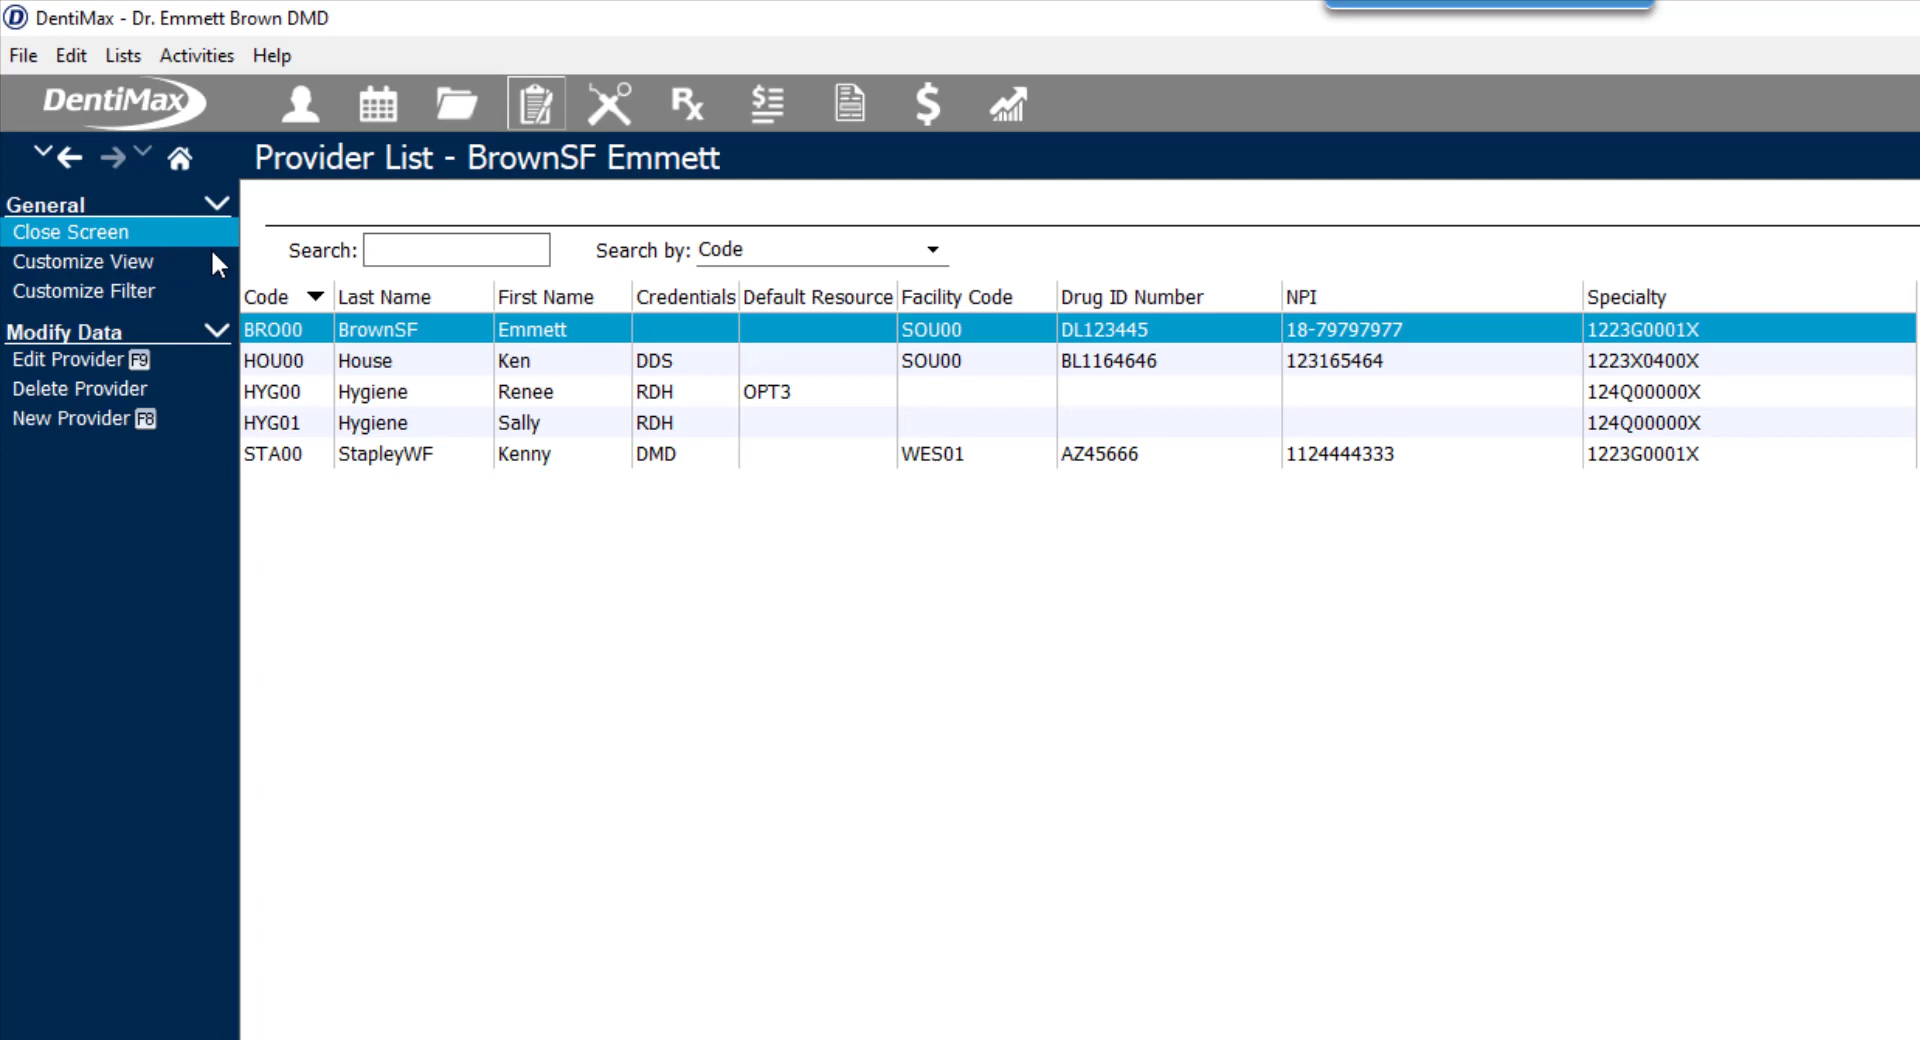 DentiMax - Dr. Emmett Brown DMD
File Edit Lists Activities Help
DentiMax Rx $ $
Provider List - BrownSF Emmett
General
Close Screen
Customize View
Customize Filter
Modify Data
Edit Provider F9
Delete Provider
New Provider F8
Search: Search by: Code
Code Last Name First Name Credentials Default Resource Facility Code Drug ID Number NPI Specialty
BRO00 BrownSF Emmett SOU00 DL123445 18-79797977 1223G0001X
HOU00 House Ken DDS SOU00 BL1164646 123165464 1223X0400X
HYG00 Hygiene Renee RDH OPT3 124Q00000X
HYG01 Hygiene Sally RDH 124Q00000X
STA00 StapleyWF Kenny DMD WES01 AZ45666 1124444333 1223G0001X